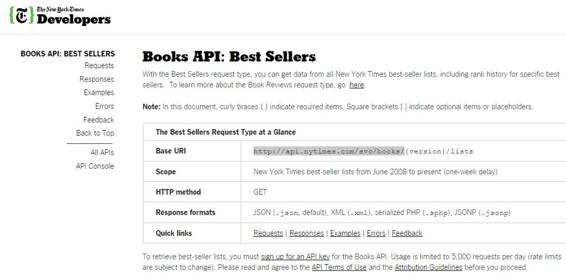 The New York Times
Developers
BOOKS API: BEST SELLERS
Requests
Responses
Examples
Errors
Feedback
Back to Top
All APIs
API Console
Books API: Best Sellers
With the Best Sellers request type, you can get data from all New York Times best-seller lists, including rank history for specific best
sellers. To learn more about the Book Reviews request type, go here.
Note: In this document, curly braces { } indicate required items. Square brackets [ ] indicate optional items or placeholders.
The Best Sellers Request Type at a Glance
Base URI http://api.nytimes.com/svc/books/{version}/lists
Scope New York Times best-seller lists from June 2008 to present (one-week delay)
HTTP method GET
Response formats JSON (.json, default), XML (.xml), serialized PHP (.sphp), JSONP (.jsonp)
Quick links Requests | Responses | Examples | Errors | Feedback
To retrieve best-seller lists, you must sign up for an API key for the Books API. Usage is limited to 5,000 requests per day (rate limits
are subject to change). Please read and agree to the API Terms of Use and the Attribution Guidelines before you proceed.